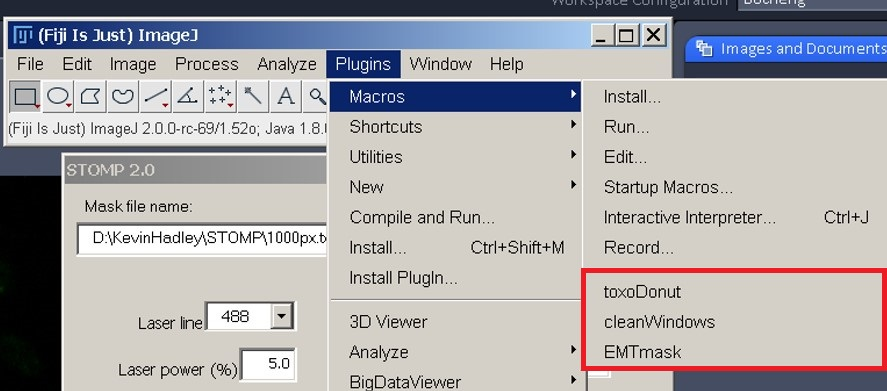 Workspace Configuration
(Fiji Is Just) ImageJ
Images and Documents
File Edit Image Process Analyze Plugins Window Help
Macros
Install...
Shortcuts
Run...
(Fiji Is Just) ImageJ 2.0.0-rc-69/1.52o; Java 1.8.
Utilities
Edit...
STOMP 2.0
New
Startup Macros...
Mask file name:
Compile and Run...
Interactive Interpreter... Ctrl+J
D:\KevinHadley\STOMP\1000px.t
Install... Ctrl+Shift+M
Record...
Install PlugIn...
toxoDonut
Laser line 488
3D Viewer
cleanWindows
Laser power (%) 5.0
Analyze
EMTmask
BigDataViewer